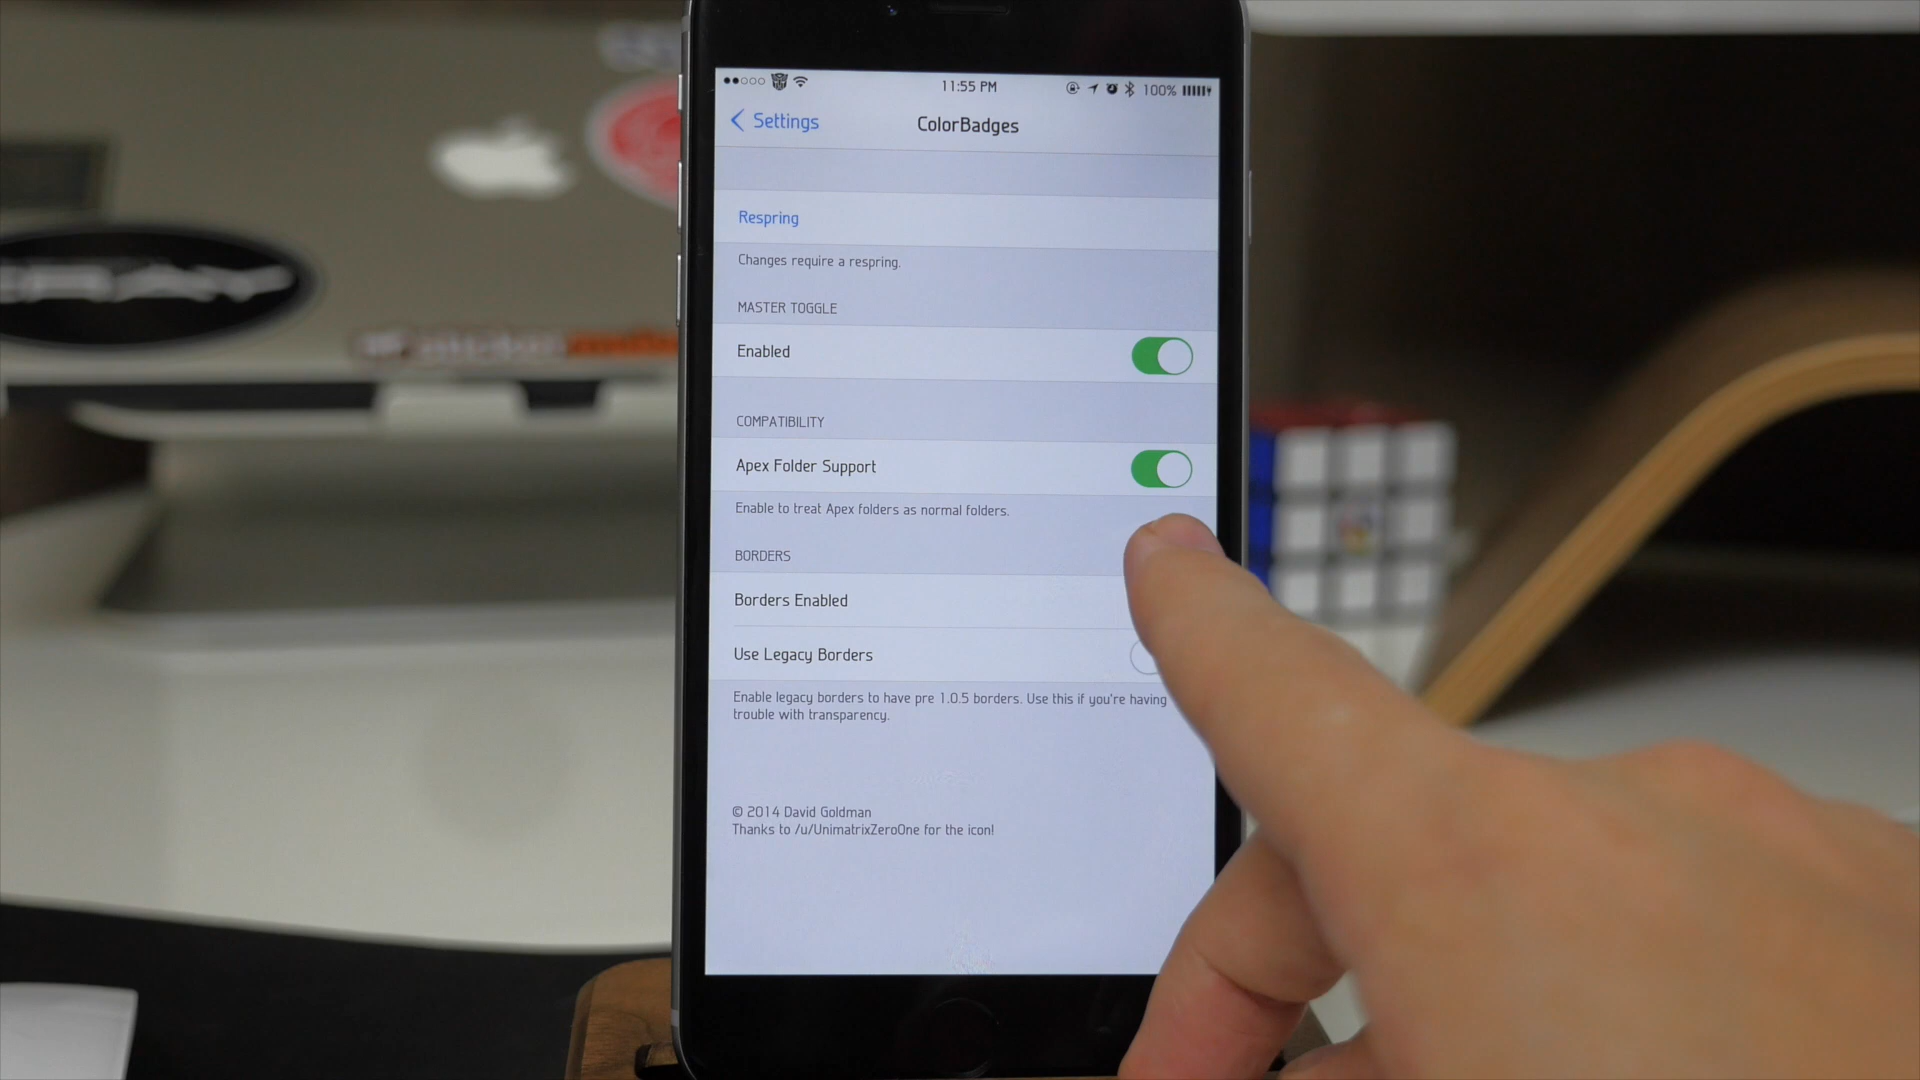 11:55 PM
100%
Settings
ColorBadges
Respring
Changes require a respring.
MASTER TOGGLE
Enabled
COMPATIBILITY
Apex Folder Support
Enable to treat Apex folders as normal folders.
BORDERS
Borders Enabled
Use Legacy Borders
Enable legacy borders to have pre 1.0.5 borders. Use this if you're having
trouble with transparency.
© 2014 David Goldman
Thanks to /u/UnimatrixZeroOne for the icon!